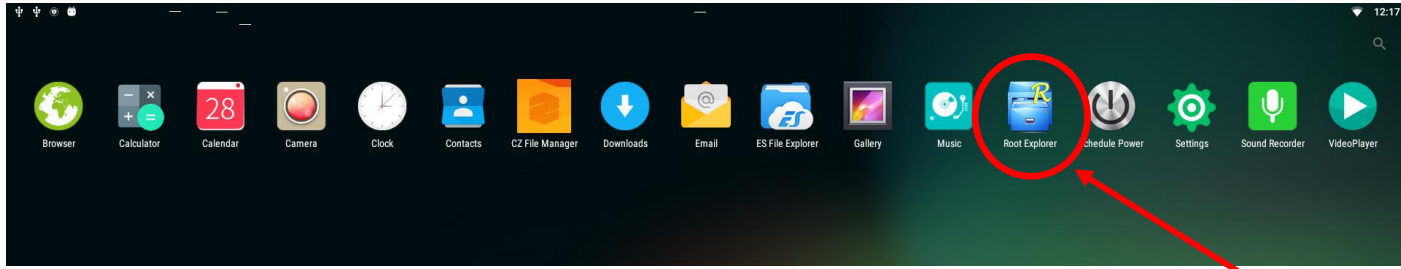 12:17
28
Browser Calculator Calendar Camera Clock Contacts CZ File Manager Downloads Email ES File Explorer Gallery Music Root Explorer chedule Power Settings Sound Recorder VideoPlayer